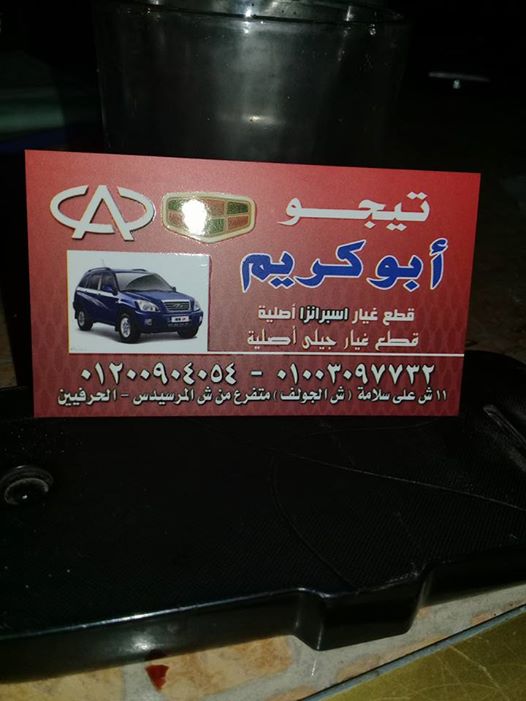 تيجو
أبو كريم
قطع غيار اسبرانزا أصلية
قطع غيار جيلى أصلية
٠١٢٠٠٩٠٤٠٥٤ - ٠١٠٠٣٠٩٧٧٣٢
١١ ش على سلامة ( ش الجولف ) متفرع من ش المرسيدس - الحرفيين